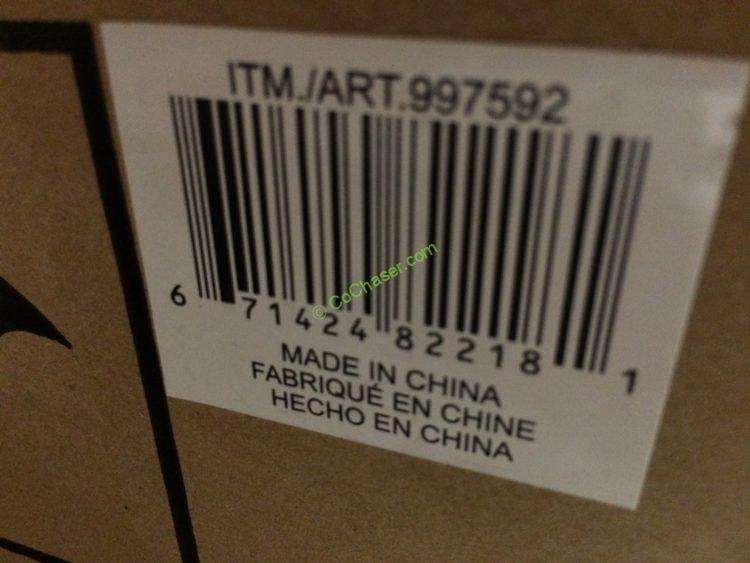 ITM./ART.997592
© CoChaser.com
6 71424 82218 1
MADE IN CHINA
FABRIQUÉ EN CHINE
HECHO EN CHINA